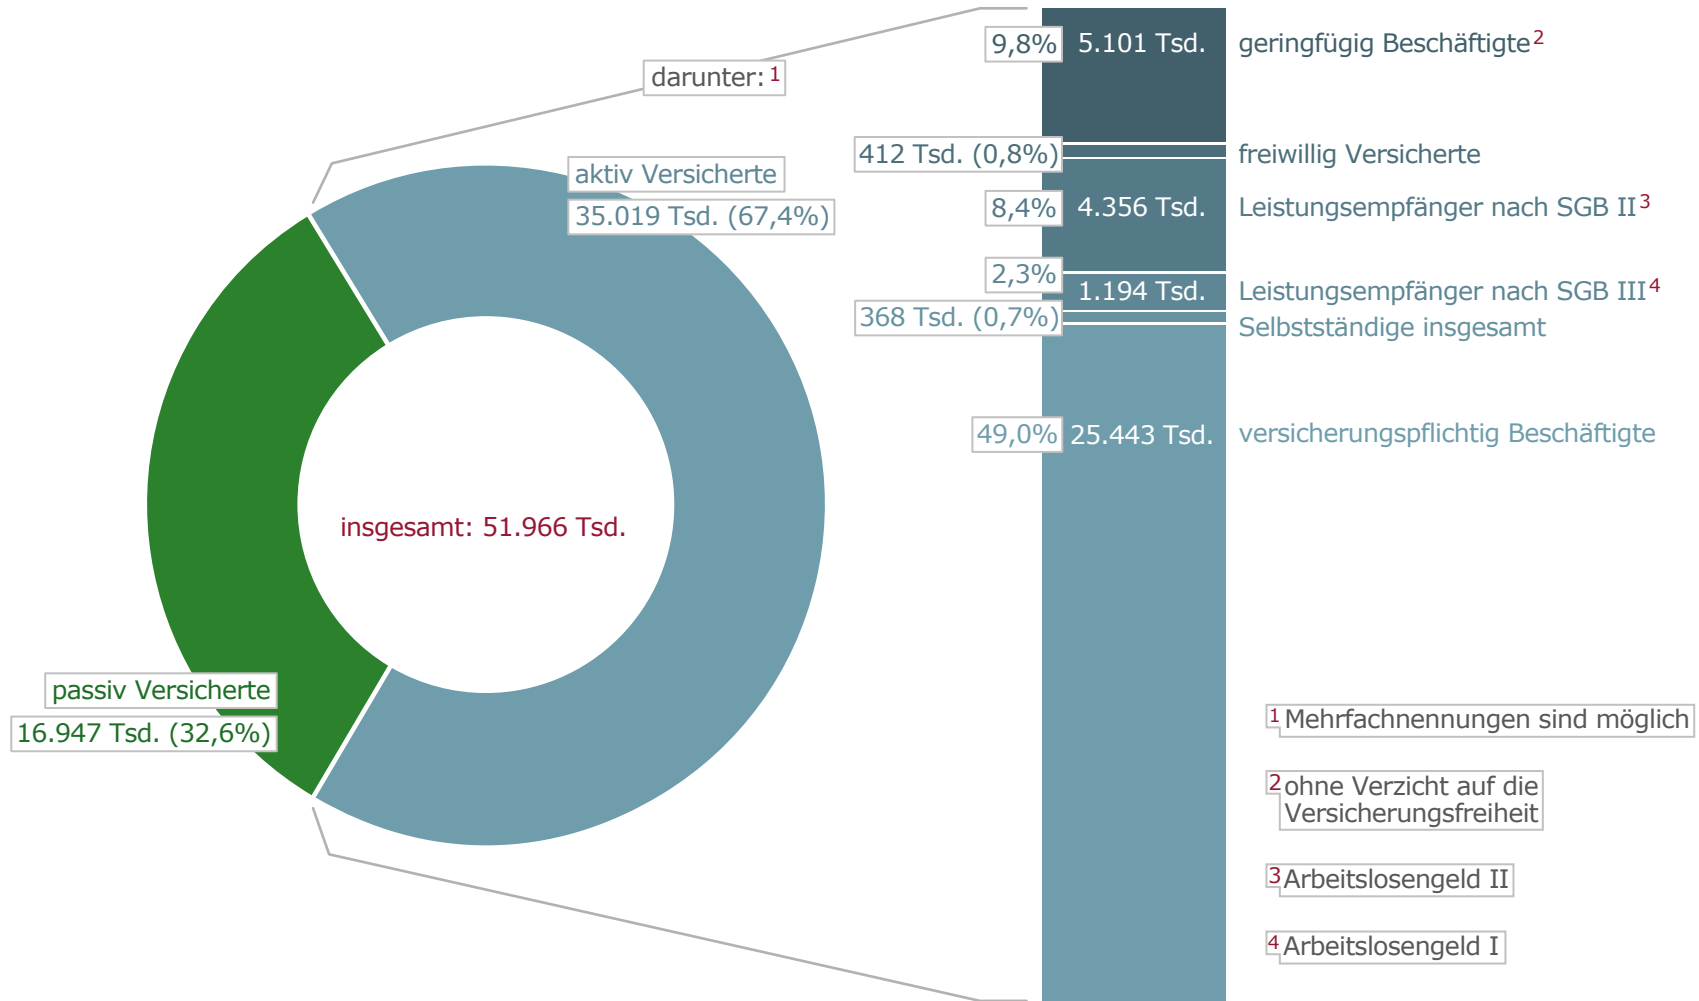 darunter: 1
aktiv Versicherte
35.019 Tsd. (67,4%)
insgesamt: 51.966 Tsd.
passiv Versicherte
16.947 Tsd. (32,6%)
9,8% 5.101 Tsd. geringfügig Beschäftigte 2
412 Tsd. (0,8%) freiwillig Versicherte
8,4% 4.356 Tsd. Leistungsempfänger nach SGB II 3
2,3% 1.194 Tsd. Leistungsempfänger nach SGB III 4
368 Tsd. (0,7%) Selbstständige insgesamt
49,0% 25.443 Tsd. versicherungspflichtig Beschäftigte
1 Mehrfachnennungen sind möglich
2 ohne Verzicht auf die
Versicherungsfreiheit
3 Arbeitslosengeld II
4 Arbeitslosengeld I